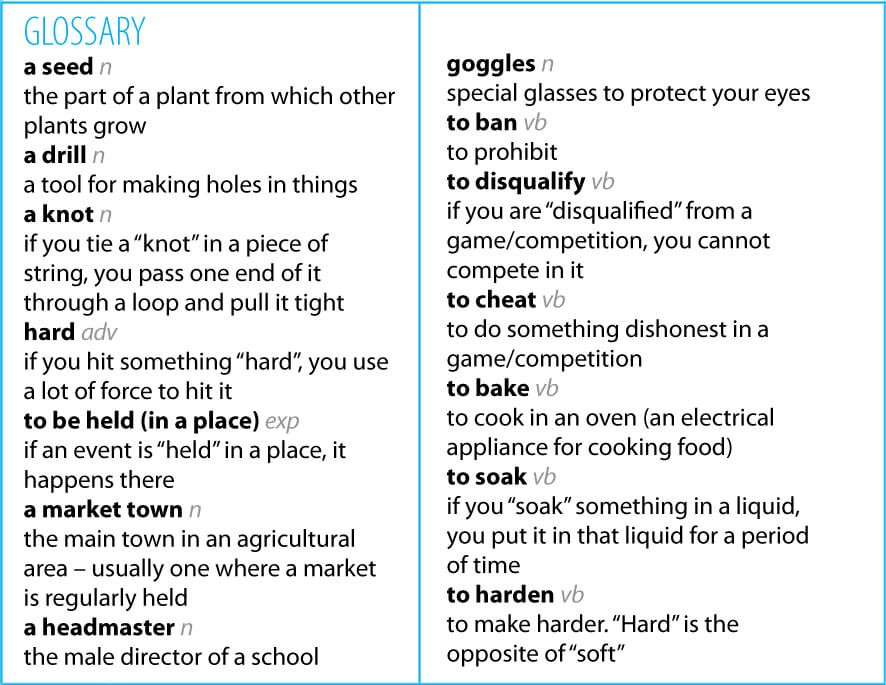 GLOSSARY
a seed n
the part of a plant from which other
plants grow
a drill n
a tool for making holes in things
a knot n
if you tie a “knot” in a piece of
string, you pass one end of it
through a loop and pull it tight
hard adv
if you hit something “hard”, you use
a lot of force to hit it
to be held (in a place) exp
if an event is “held” in a place, it
happens there
a market town n
the main town in an agricultural
area – usually one where a market
is regularly held
a headmaster n
the male director of a school
goggles n
special glasses to protect your eyes
to ban vb
to prohibit
to disqualify vb
if you are “disqualified” from a
game/competition, you cannot
compete in it
to cheat vb
to do something dishonest in a
game/competition
to bake vb
to cook in an oven (an electrical
appliance for cooking food)
to soak vb
if you “soak” something in a liquid,
you put it in that liquid for a period
of time
to harden vb
to make harder. “Hard” is the
opposite of “soft”